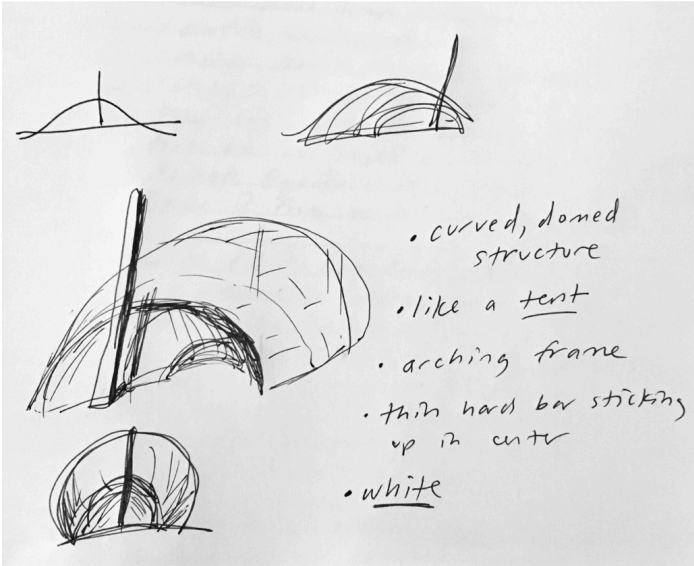 • curved, domed
structure
• like a tent
• arching frame
• thin hard bar sticking
up in center
• white